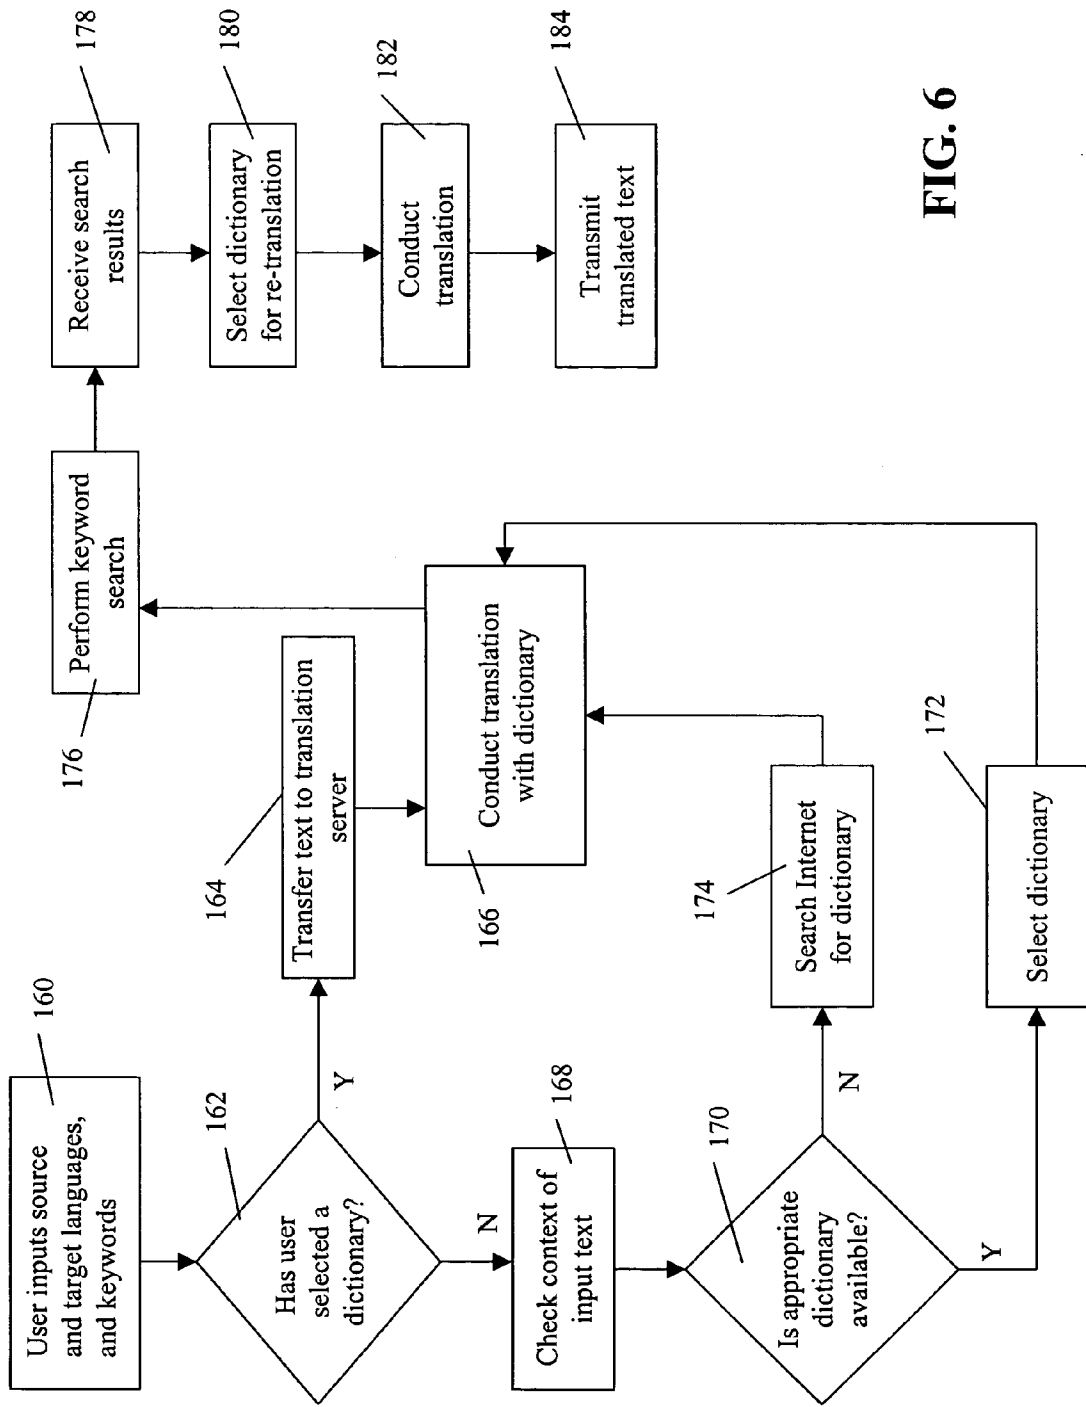 160
User inputs source
and target languages,
and keywords
162
Has user
selected a
dictionary?
Y
N
164
Transfer text to translation
server
166
Conduct translation
with dictionary
168
Check context of
input text
170
Is appropriate
dictionary
available?
N
Y
174
Search Internet
for dictionary
172
Select dictionary
176
Perform keyword
search
178
Receive search
results
180
Select dictionary
for re-translation
182
Conduct
translation
184
Transmit
translated text
FIG. 6